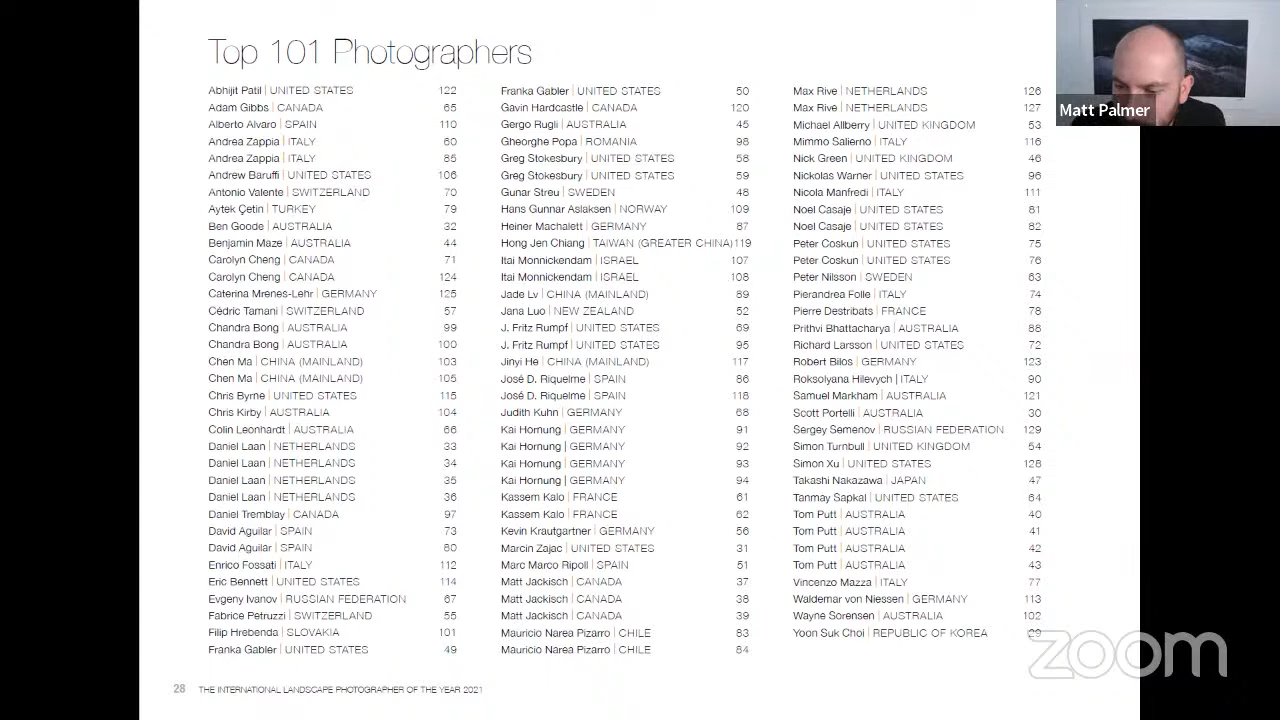 Top 101 Photographers
Abhijit Patil | UNITED STATES 122
Adam Gibbs | CANADA 65
Alberto Alvaro | SPAIN 110
Andrea Zappia | ITALY 60
Andrea Zappia | ITALY 85
Andrew Baruffi | UNITED STATES 106
Antonio Valente | SWITZERLAND 70
Aytek Çetin | TURKEY 79
Ben Goode | AUSTRALIA 32
Benjamin Maze | AUSTRALIA 44
Carolyn Cheng | CANADA 71
Carolyn Cheng | CANADA 124
Caterina Mrenes-Lehr | GERMANY 125
Cédric Tamani | SWITZERLAND 57
Chandra Bong | AUSTRALIA 99
Chandra Bong | AUSTRALIA 100
Chen Ma | CHINA (MAINLAND) 103
Chen Ma | CHINA (MAINLAND) 105
Chris Byrne | UNITED STATES 115
Chris Kirby | AUSTRALIA 104
Colin Leonhardt | AUSTRALIA 66
Daniel Laan | NETHERLANDS 33
Daniel Laan | NETHERLANDS 34
Daniel Laan | NETHERLANDS 35
Daniel Laan | NETHERLANDS 36
Daniel Tremblay | CANADA 97
David Aguilar | SPAIN 73
David Aguilar | SPAIN 80
Enrico Fossati | ITALY 112
Eric Bennett | UNITED STATES 114
Evgeny Ivanov | RUSSIAN FEDERATION 67
Fabrice Petruzzi | SWITZERLAND 55
Filip Hrebenda | SLOVAKIA 101
Franka Gabler | UNITED STATES 49
Franka Gabler | UNITED STATES 50
Gavin Hardcastle | CANADA 120
Gergo Rugli | AUSTRALIA 45
Gheorghe Popa | ROMANIA 98
Greg Stokesbury | UNITED STATES 58
Greg Stokesbury | UNITED STATES 59
Gunar Streu | SWEDEN 48
Hans Gunnar Aslaksen | NORWAY 109
Heiner Machalett | GERMANY 87
Hong Jen Chiang | TAIWAN (GREATER CHINA) 119
Itai Monnickendam | ISRAEL 107
Itai Monnickendam | ISRAEL 108
Jade Lv | CHINA (MAINLAND) 89
Jana Luo | NEW ZEALAND 52
J. Fritz Rumpf | UNITED STATES 69
J. Fritz Rumpf | UNITED STATES 95
Jinyi He | CHINA (MAINLAND) 117
José D. Riquelme | SPAIN 86
José D. Riquelme | SPAIN 118
Judith Kuhn | GERMANY 68
Kai Hornung | GERMANY 91
Kai Hornung | GERMANY 92
Kai Hornung | GERMANY 93
Kai Hornung | GERMANY 94
Kassem Kalo | FRANCE 61
Kassem Kalo | FRANCE 62
Kevin Krautgartner | GERMANY 56
Marcin Zajac | UNITED STATES 31
Marc Marco Ripoll | SPAIN 51
Matt Jackisch | CANADA 37
Matt Jackisch | CANADA 38
Matt Jackisch | CANADA 39
Mauricio Narea Pizarro | CHILE 83
Mauricio Narea Pizarro | CHILE 84
Max Rive | NETHERLANDS 126
Max Rive | NETHERLANDS 127
Michael Allberry | UNITED KINGDOM 53
Mimmo Salierno | ITALY 116
Nick Green | UNITED KINGDOM 46
Nickolas Warner | UNITED STATES 96
Nicola Manfredi | ITALY 111
Noel Casaje | UNITED STATES 81
Noel Casaje | UNITED STATES 82
Peter Coskun | UNITED STATES 75
Peter Coskun | UNITED STATES 76
Peter Nilsson | SWEDEN 63
Pierandrea Folle | ITALY 74
Pierre Destribats | FRANCE 78
Prithvi Bhattacharya | AUSTRALIA 88
Richard Larsson | UNITED STATES 72
Robert Bilos | GERMANY 123
Roksolyana Hilevych | ITALY 90
Samuel Markham | AUSTRALIA 121
Scott Portelli | AUSTRALIA 30
Sergey Semenov | RUSSIAN FEDERATION 129
Simon Turnbull | UNITED KINGDOM 54
Simon Xu | UNITED STATES 128
Takashi Nakazawa | JAPAN 47
Tanmay Sapkal | UNITED STATES 64
Tom Putt | AUSTRALIA 40
Tom Putt | AUSTRALIA 41
Tom Putt | AUSTRALIA 42
Tom Putt | AUSTRALIA 43
Vincenzo Mazza | ITALY 77
Waldemar von Niessen | GERMANY 113
Wayne Sorensen | AUSTRALIA 102
Yoon Suk Choi | REPUBLIC OF KOREA 29
28 THE INTERNATIONAL LANDSCAPE PHOTOGRAPHER OF THE YEAR 2021
Matt Palmer
zoom